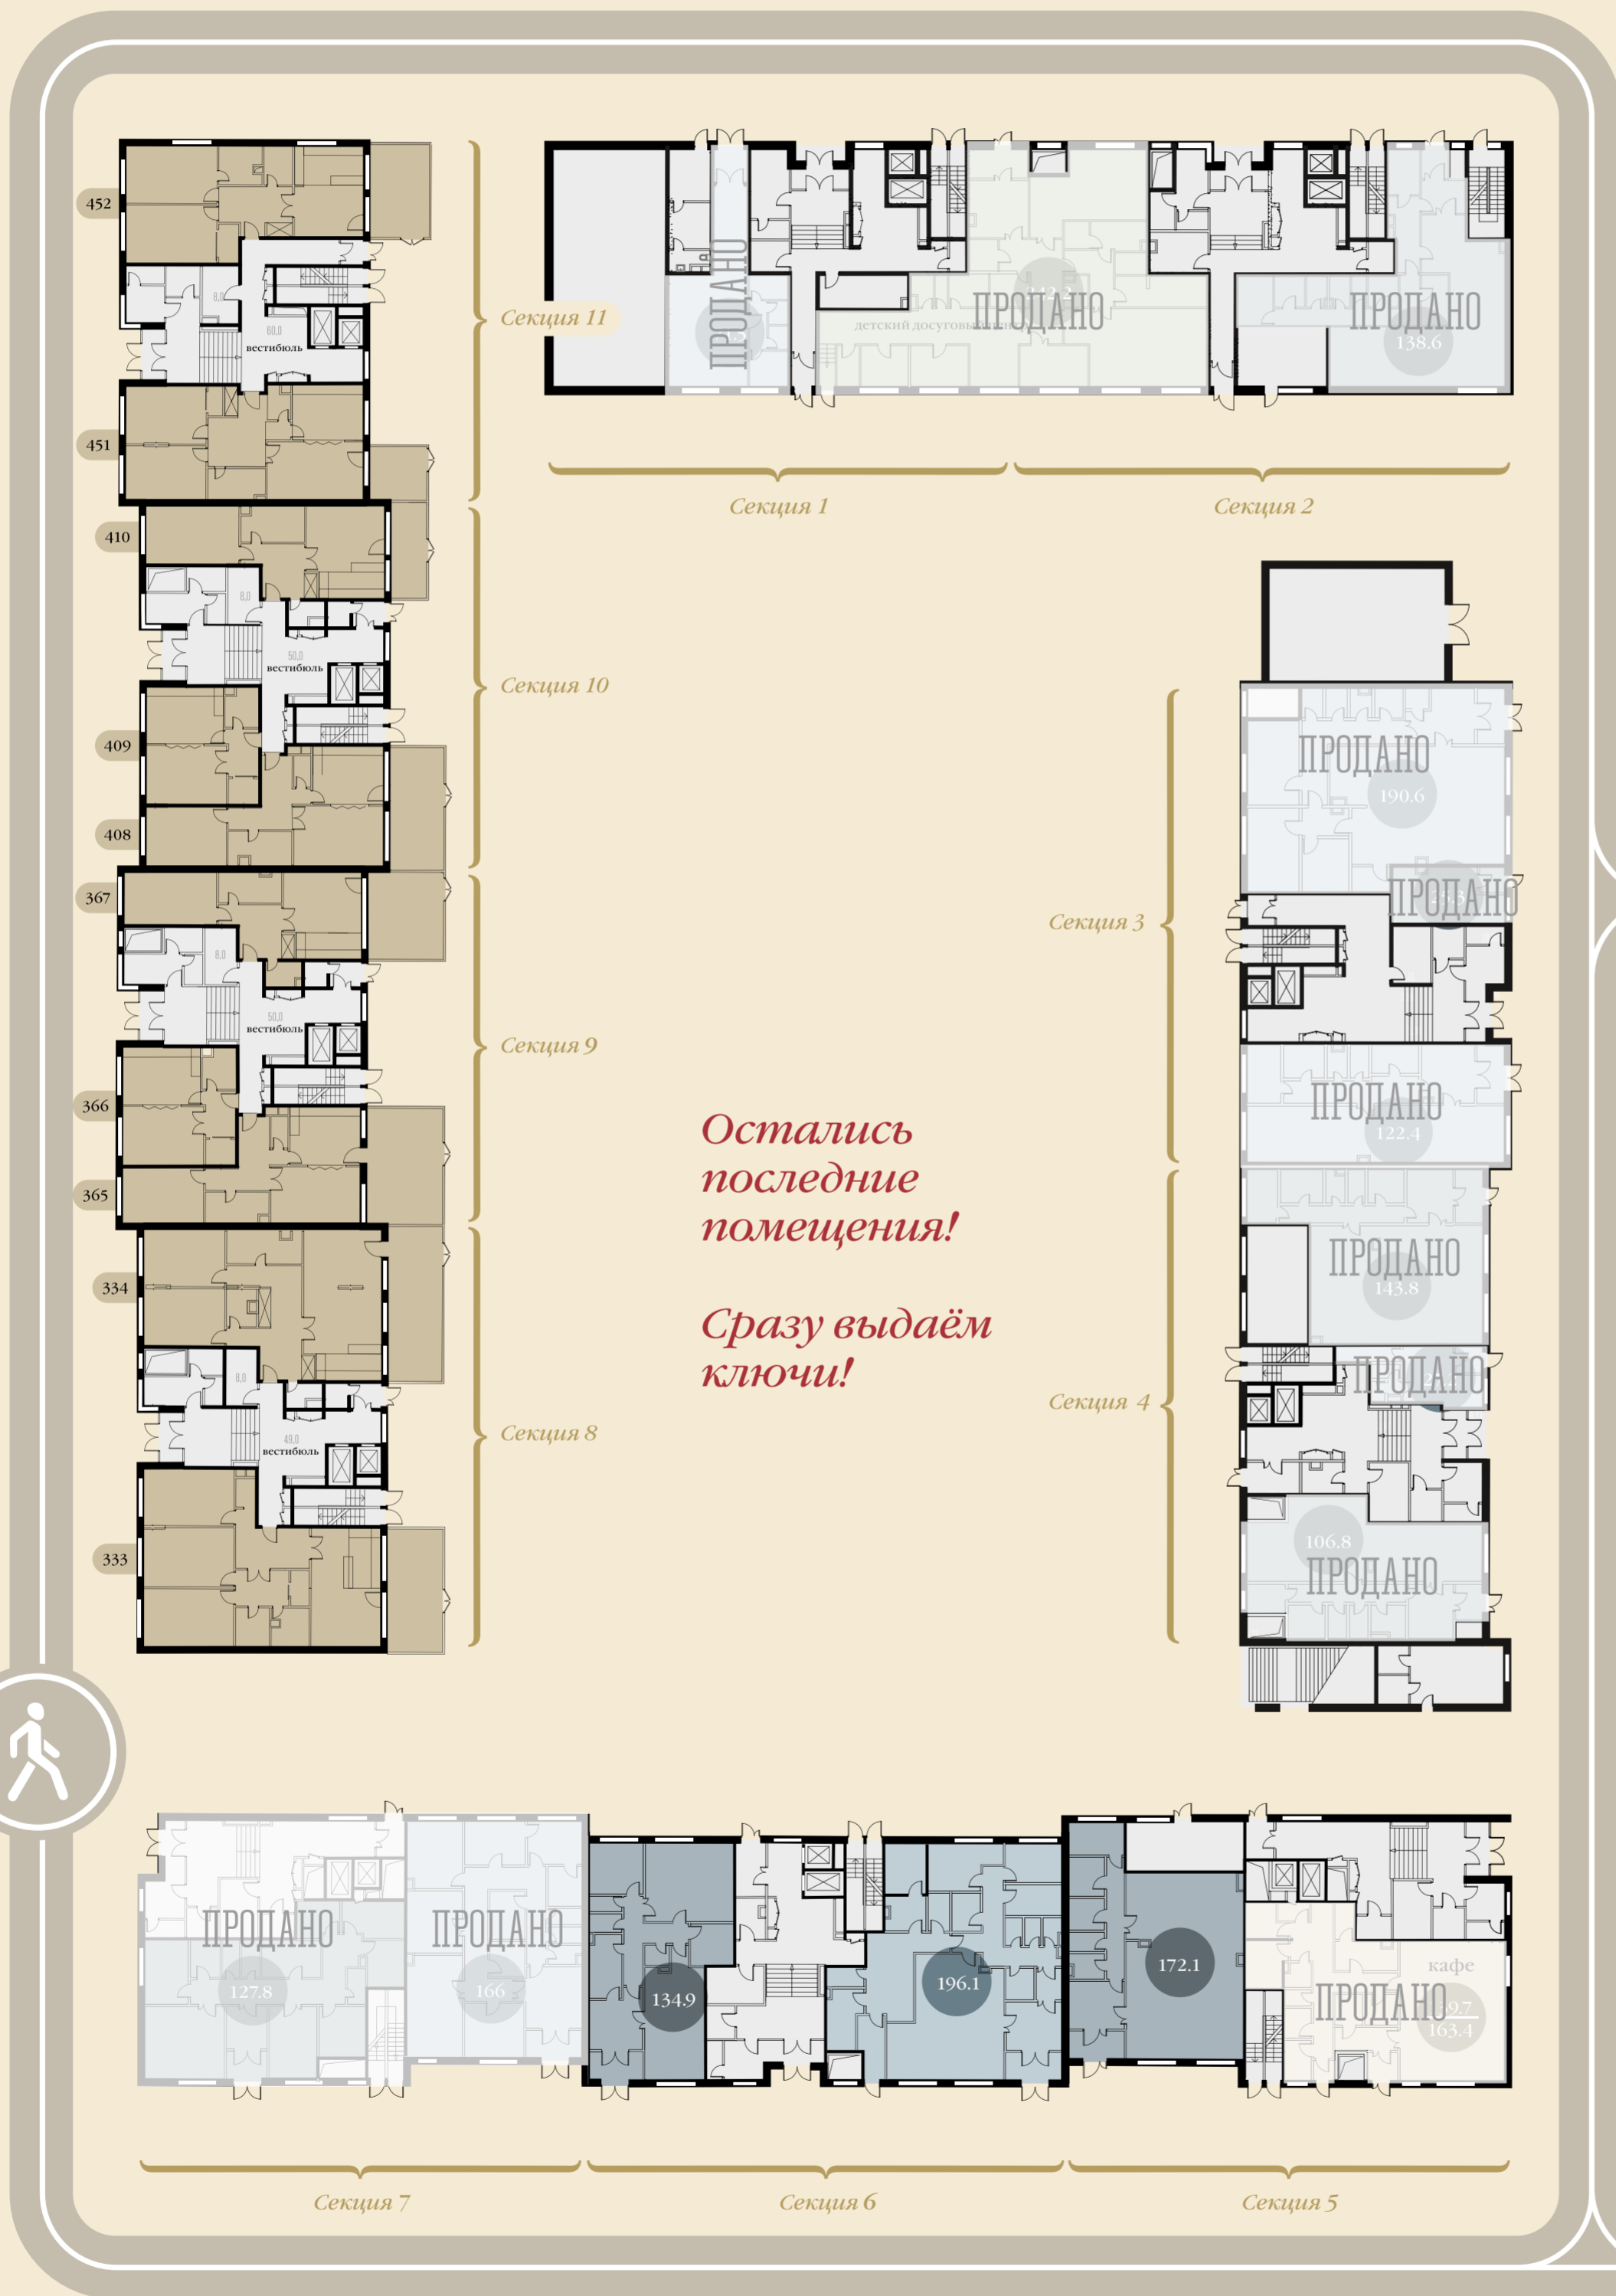 452
8,0
Секция 11
60,0
вестибюль
451
ПРОДАНО
ПРОДАНО
детский досуговый
ПРОДАНО
138.6
Секция 1
Секция 2
410
8,0
50,0
вестибюль
Секция 10
409
408
ПРОДАНО
190.6
ПРОДАНО
367
8,0
50,0
вестибюль
Секция 9
366
365
Секция 3
ПРОДАНО
122.4
Остались
последние
помещения!
Сразу выдаём
ключи!
334
8,0
49,0
вестибюль
Секция 8
333
ПРОДАНО
143.8
ПРОДАНО
Секция 4
106.8
ПРОДАНО
ПРОДАНО
127.8
ПРОДАНО
166
134.9
196.1
172.1
кафе
ПРОДАНО
163.4
Секция 7
Секция 6
Секция 5